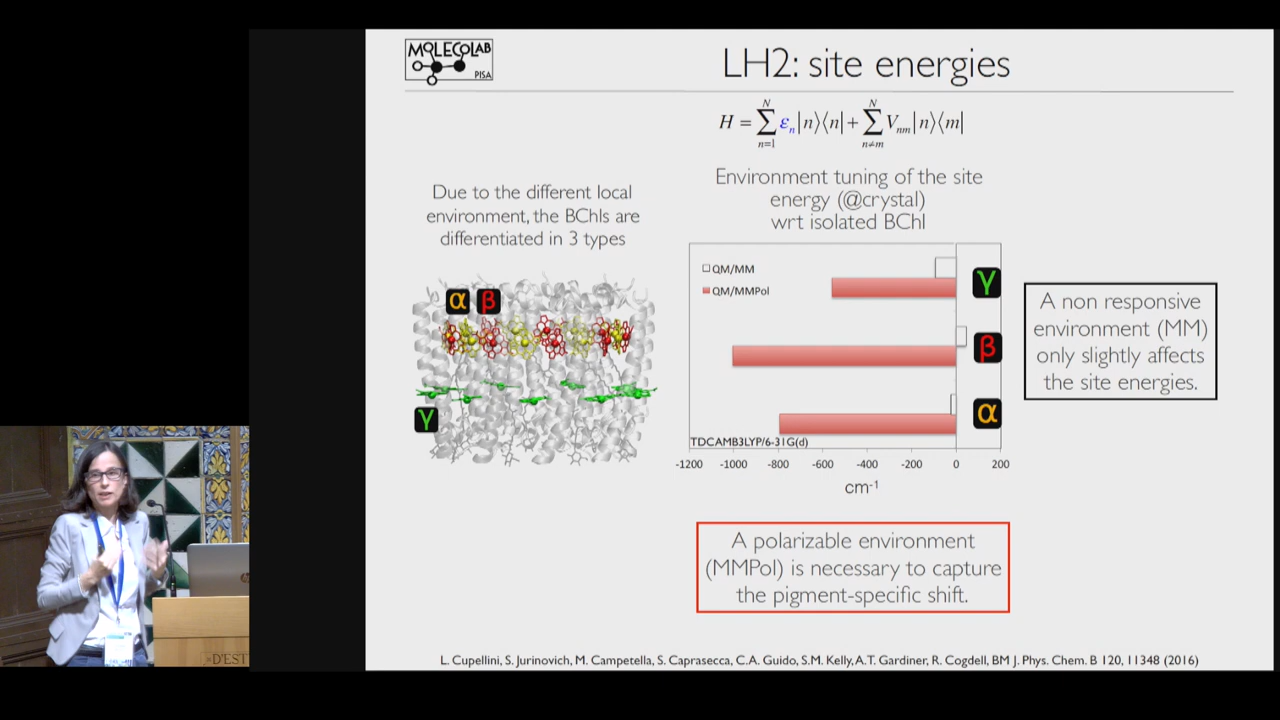 MOLECOLAB
PISA
LH2: site energies
H = ∑ₙ₌₁ᴺ εₙ|n⟩⟨n| + ∑ₙ≠ₘᴺ Vₙₘ|n⟩⟨m|
Due to the different local
environment, the BChls are
differentiated in 3 types
α β
γ
Environment tuning of the site
energy (@crystal)
wrt isolated BChl
QM/MM
QM/MMPol
γ
β
α
TDCAMB3LYP/6-31G(d)
-1200 -1000 -800 -600 -400 -200 0 200
cm⁻¹
A non responsive
environment (MM)
only slightly affects
the site energies.
A polarizable environment
(MMPol) is necessary to capture
the pigment-specific shift.
L. Cupellini, S. Jurinovich, M. Campetella, S. Caprasecca, C.A. Guido, S.M. Kelly, A.T. Gardiner, R. Cogdell, BM J. Phys. Chem. B 120, 11348 (2016)
hp
D'EST